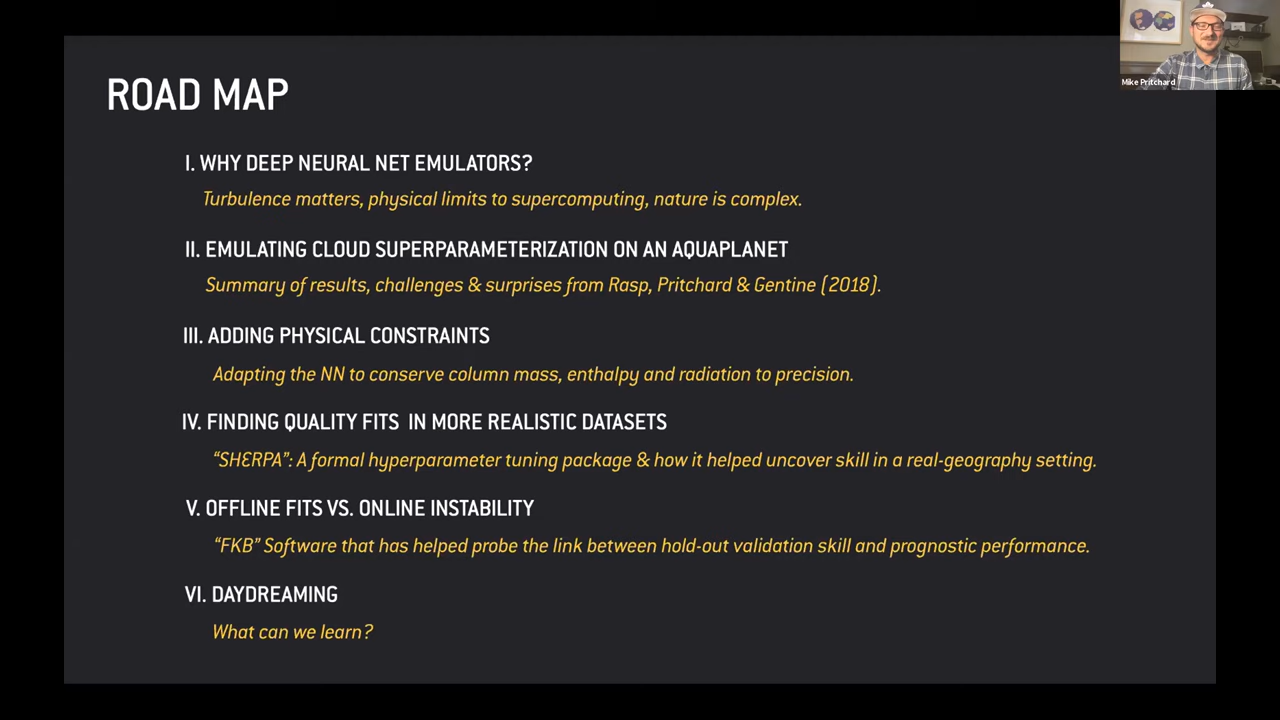 ROAD MAP
Mike Pritchard
I. WHY DEEP NEURAL NET EMULATORS?
Turbulence matters, physical limits to supercomputing, nature is complex.
II. EMULATING CLOUD SUPERPARAMETERIZATION ON AN AQUAPLANET
Summary of results, challenges & surprises from Rasp, Pritchard & Gentine (2018).
III. ADDING PHYSICAL CONSTRAINTS
Adapting the NN to conserve column mass, enthalpy and radiation to precision.
IV. FINDING QUALITY FITS IN MORE REALISTIC DATASETS
“SHERPA”: A formal hyperparameter tuning package & how it helped uncover skill in a real-geography setting.
V. OFFLINE FITS VS. ONLINE INSTABILITY
“FKB” Software that has helped probe the link between hold-out validation skill and prognostic performance.
VI. DAYDREAMING
What can we learn?